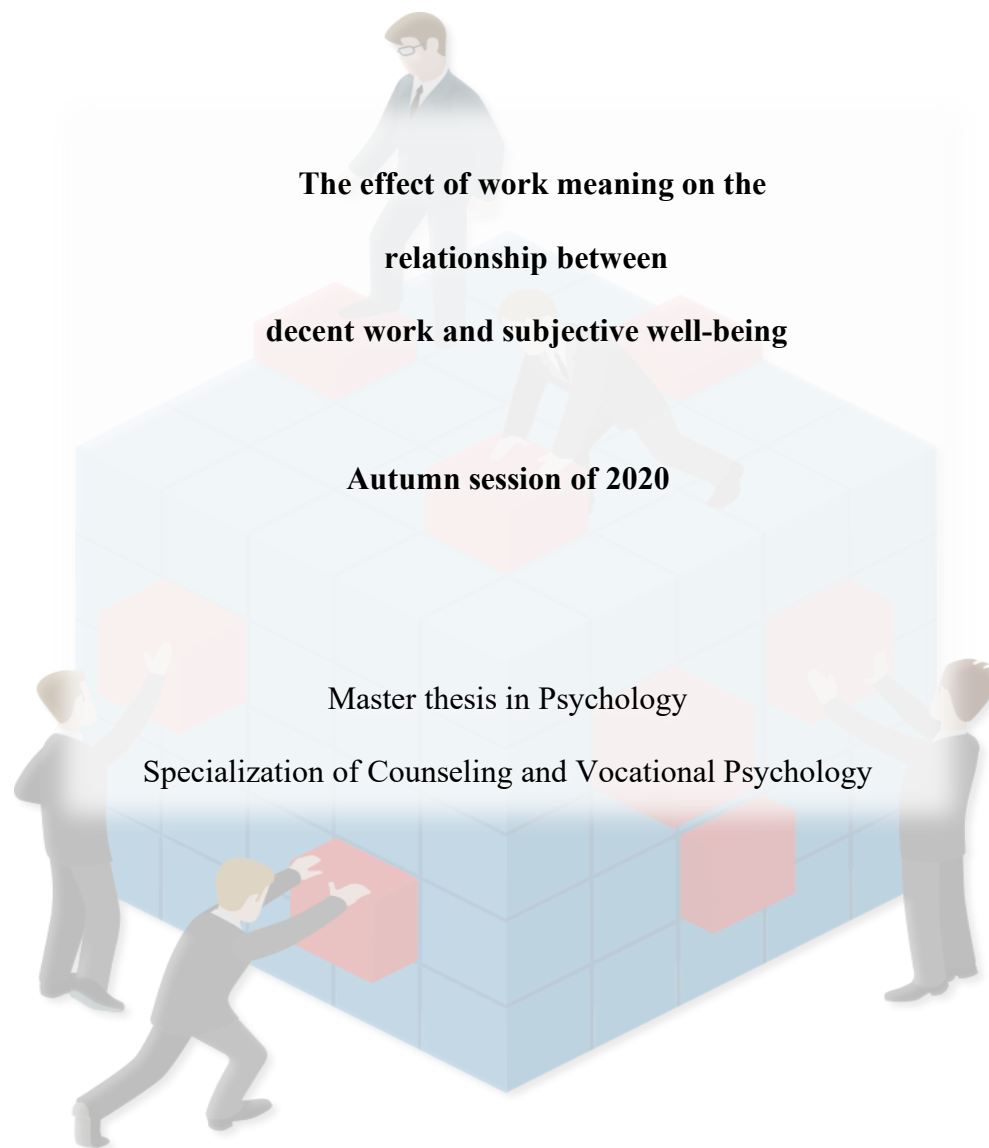 The effect of work meaning on the
relationship between
decent work and subjective well-being
Autumn session of 2020
Master thesis in Psychology
Specialization of Counseling and Vocational Psychology